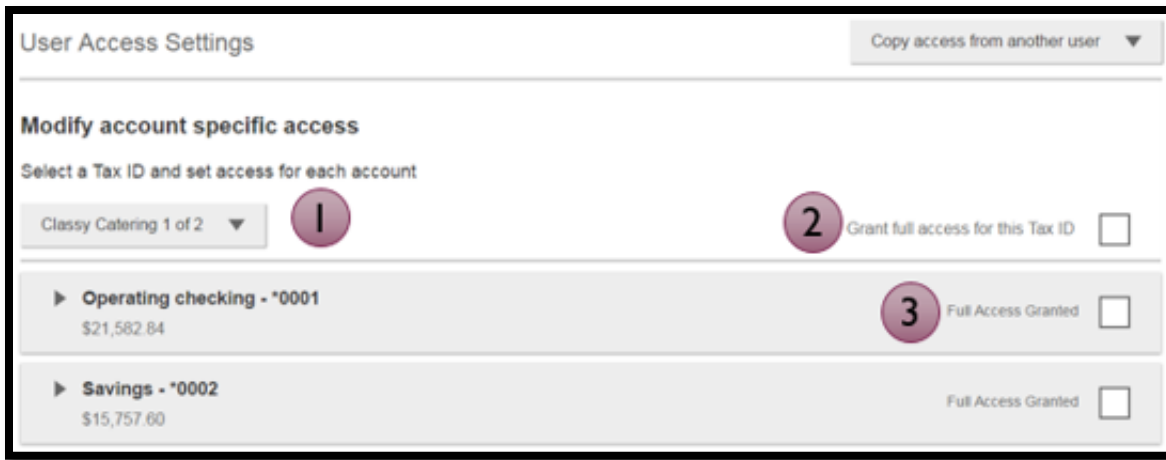 User Access Settings
Copy access from another user
Modify account specific access
Select a Tax ID and set access for each account
Classy Catering 1 of 2
1
2
Grant full access for this Tax ID
Operating checking - *0001
$21,582.84
3
Full Access Granted
Savings - *0002
$15,757.60
Full Access Granted